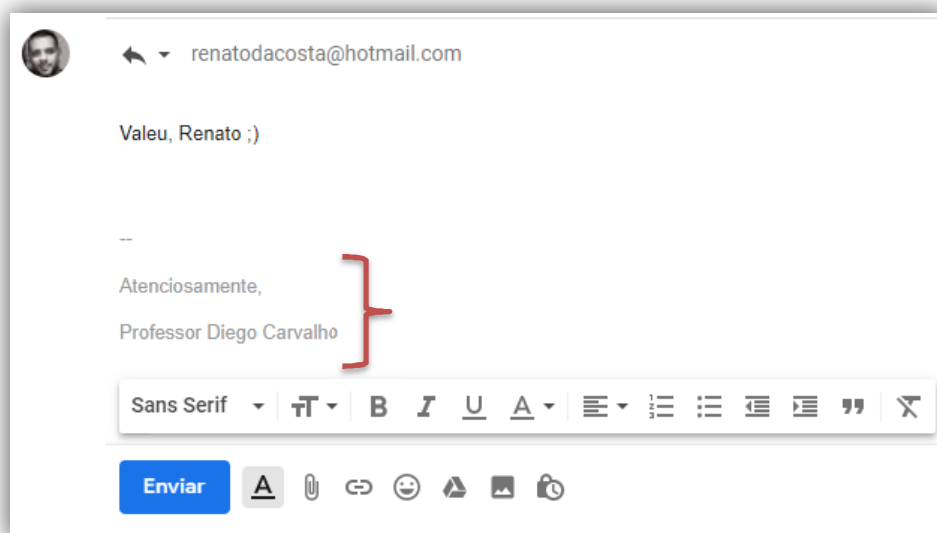 renatodacosta@hotmail.com
Valeu, Renato ;)
--
Atenciosamente,
Professor Diego Carvalho
Sans Serif
Enviar